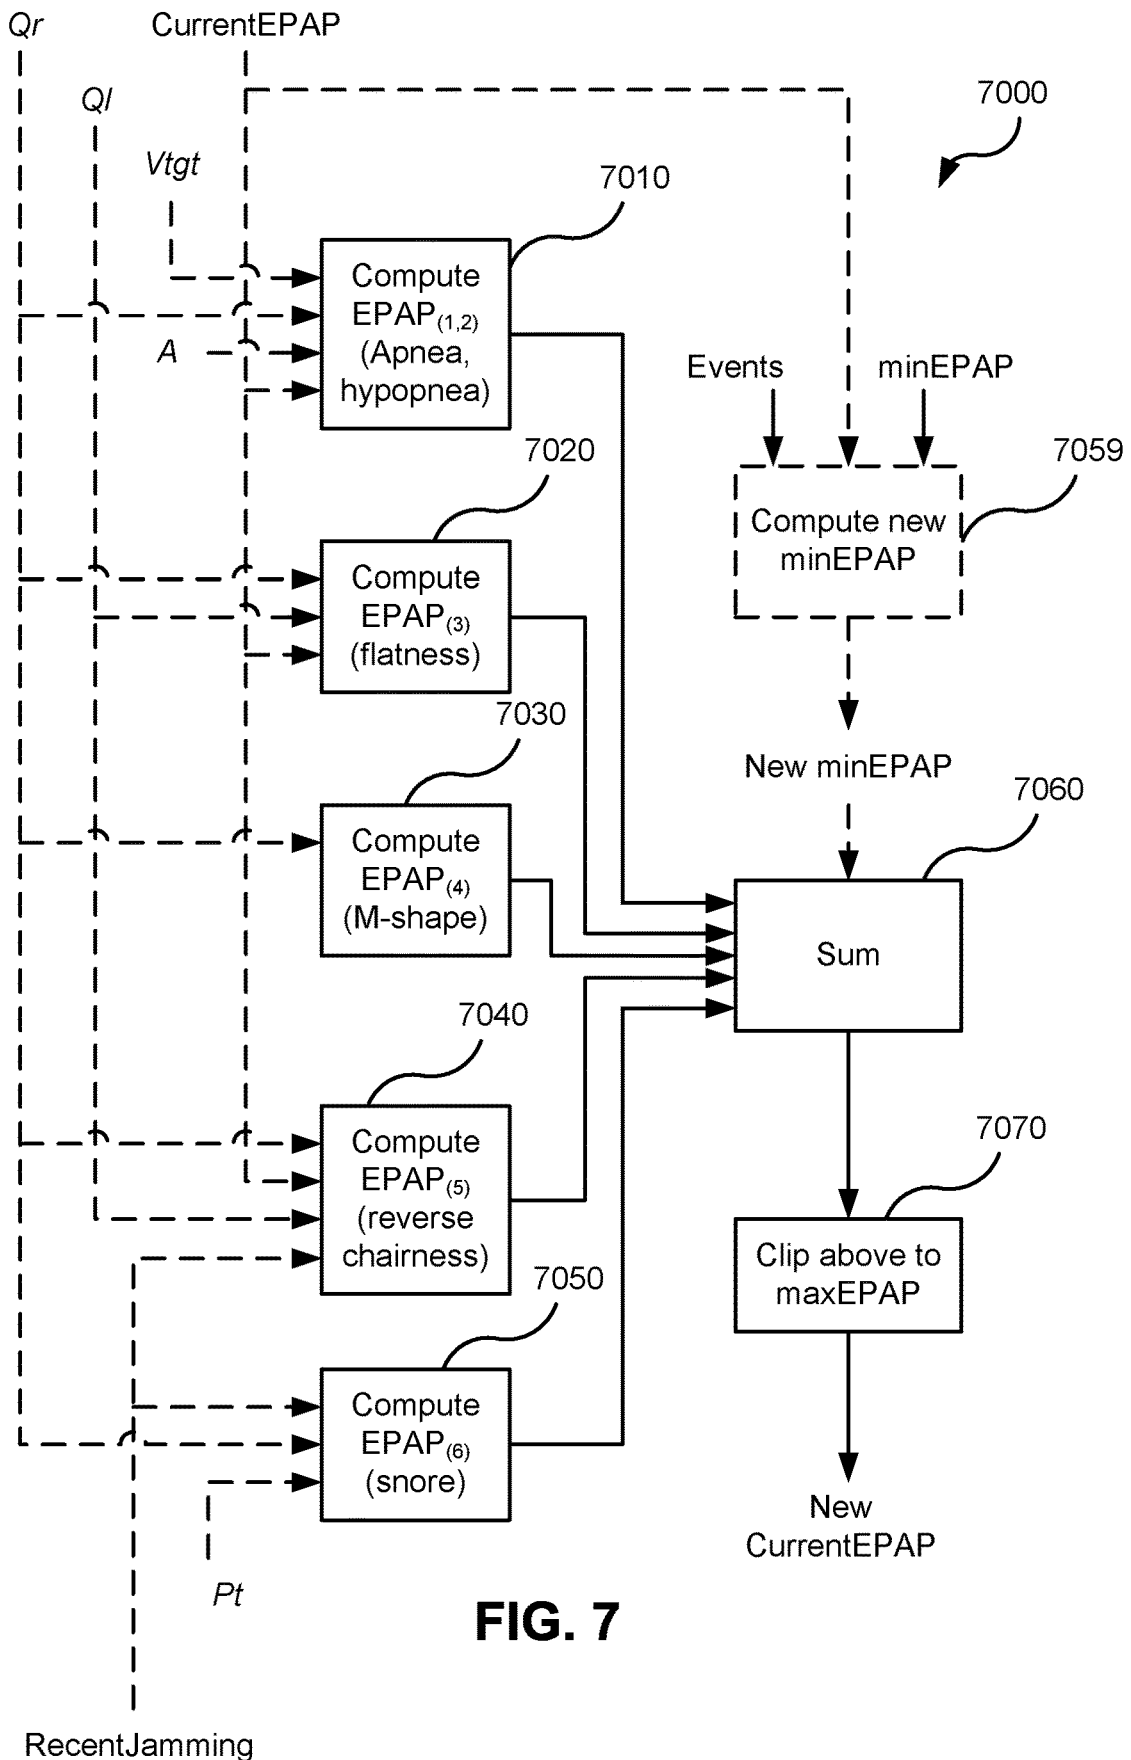 Qr
CurrentEPAP
Ql
7000
Vtgt
7010
Compute
EPAP(1,2)
(Apnea,
hypopnea)
A
Events
minEPAP
7020
7059
Compute new
minEPAP
Compute
EPAP(3)
(flatness)
7030
New minEPAP
7060
Compute
EPAP(4)
(M-shape)
Sum
7040
7070
Compute
EPAP(5)
(reverse
chairness)
Clip above to
maxEPAP
7050
Compute
EPAP(6)
(snore)
New
CurrentEPAP
Pt
FIG. 7
RecentJamming